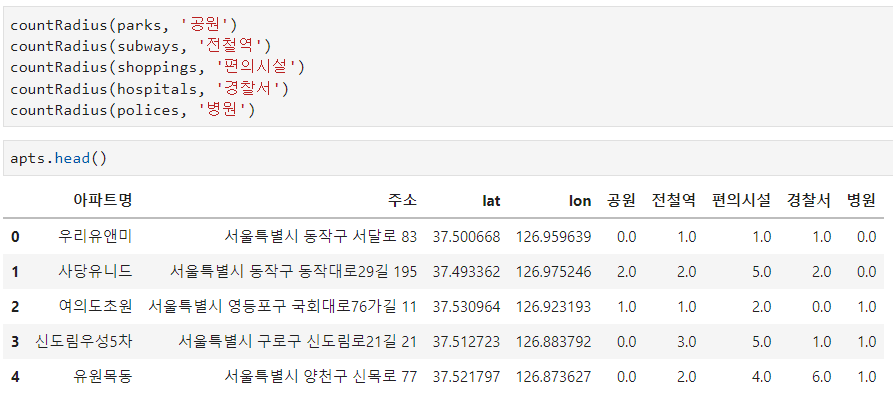 countRadius(parks, '공원')
countRadius(subways, '전철역')
countRadius(shoppings, '편의시설')
countRadius(hospitals, '경찰서')
countRadius(polices, '병원')
apts.head()
아파트명 주소 lat lon 공원 전철역 편의시설 경찰서 병원
0 우리유앤미 서울특별시 동작구 서달로 83 37.500668 126.959639 0.0 1.0 1.0 1.0 0.0
1 사당유니드 서울특별시 동작구 동작대로29길 195 37.493362 126.975246 2.0 2.0 5.0 2.0 0.0
2 여의도초원 서울특별시 영등포구 국회대로76가길 11 37.530964 126.923193 1.0 1.0 2.0 0.0 1.0
3 신도림우성5차 서울특별시 구로구 신도림로21길 21 37.512723 126.883792 0.0 3.0 5.0 1.0 1.0
4 유원목동 서울특별시 양천구 신목로 77 37.521797 126.873627 0.0 2.0 4.0 6.0 1.0